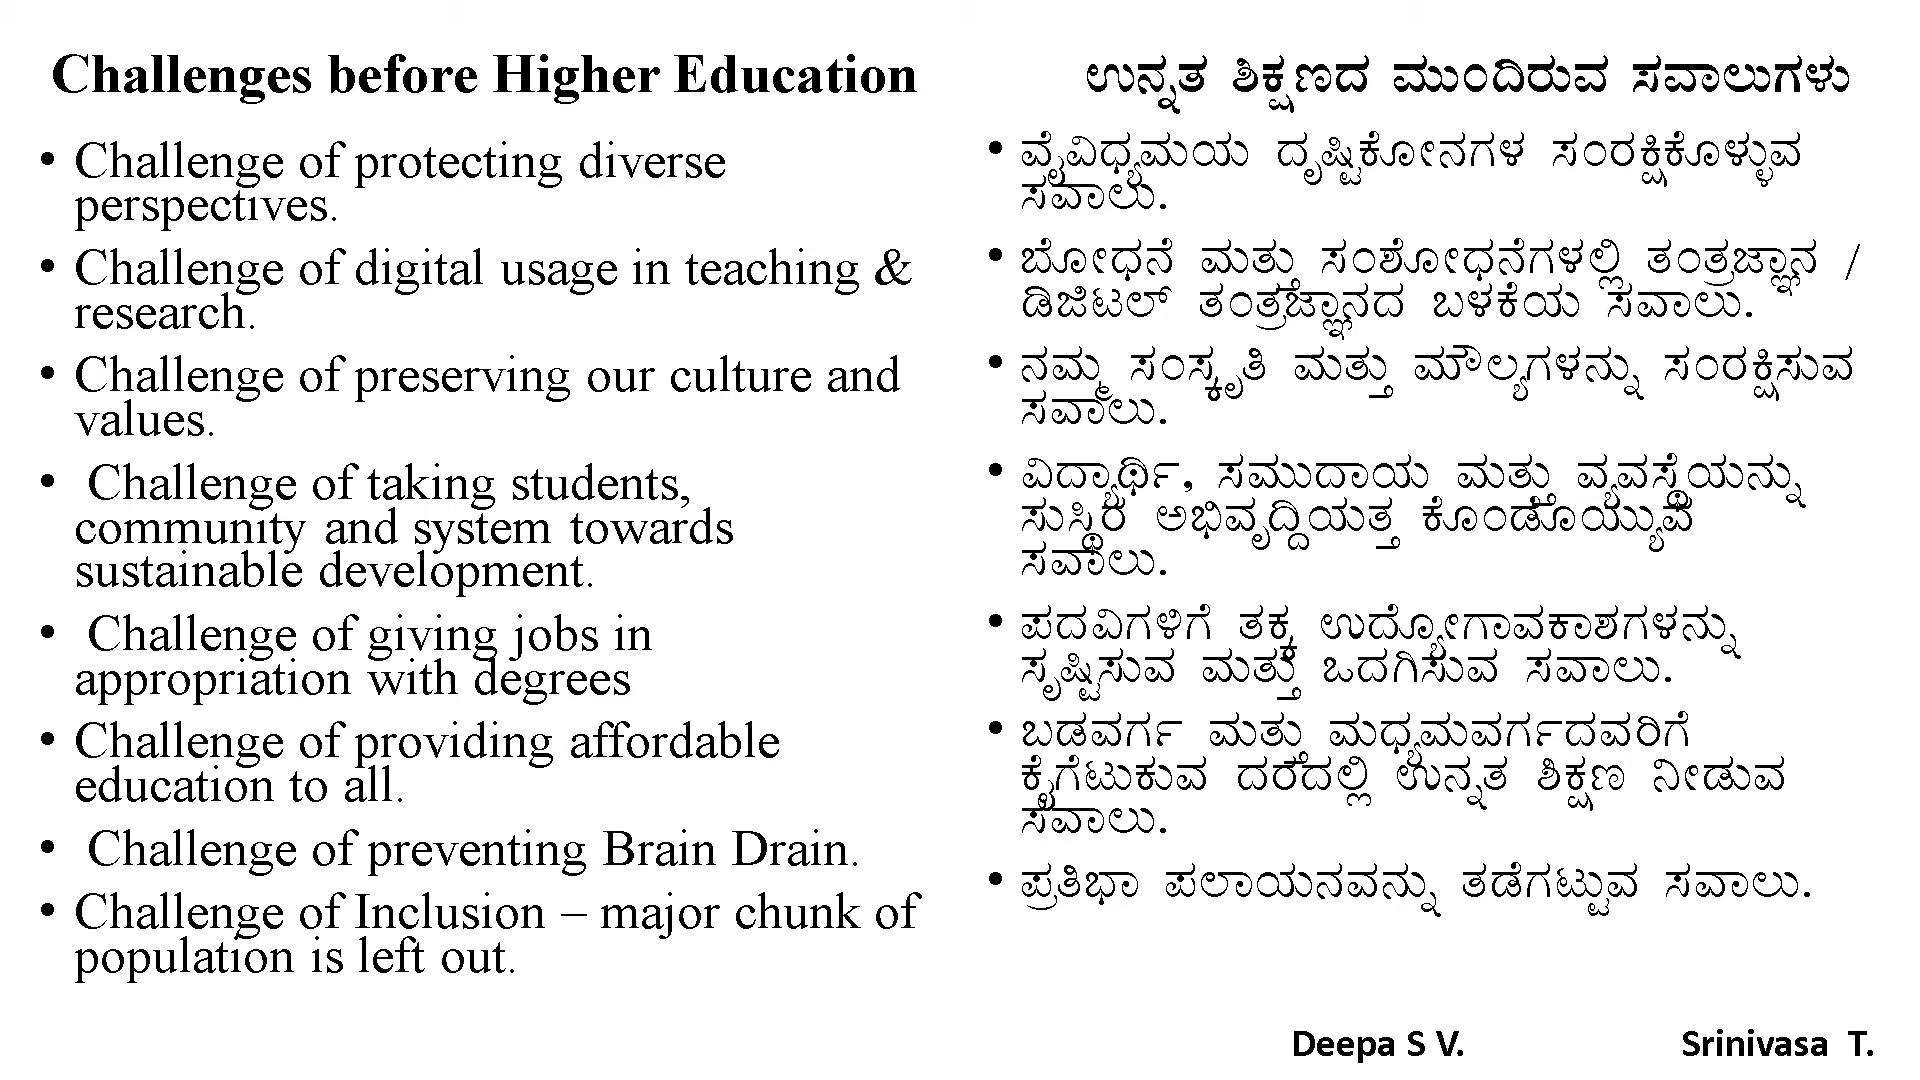 Challenges before Higher Education
• Challenge of protecting diverse
perspectives.
• Challenge of digital usage in teaching &
research.
• Challenge of preserving our culture and
values.
• Challenge of taking students,
community and system towards
sustainable development.
• Challenge of giving jobs in
appropriation with degrees
• Challenge of providing affordable
education to all.
• Challenge of preventing Brain Drain.
• Challenge of Inclusion – major chunk of
population is left out.
ಉನ್ನತ ಶಿಕ್ಷಣದ ಮುಂದಿರುವ ಸವಾಲುಗಳು
• ವೈವಿಧ್ಯಮಯ ದೃಷ್ಟಿಕೋನಗಳ ಸಂರಕ್ಷಿಕೊಳ್ಳುವ
ಸವಾಲು.
• ಬೋಧನೆ ಮತ್ತು ಸಂಶೋಧನೆಗಳಲ್ಲಿ ತಂತ್ರಜ್ಞಾನ /
ಡಿಜಿಟಲ್ ತಂತ್ರಜ್ಞಾನದ ಬಳಕೆಯ ಸವಾಲು.
• ನಮ್ಮ ಸಂಸ್ಕೃತಿ ಮತ್ತು ಮೌಲ್ಯಗಳನ್ನು ಸಂರಕ್ಷಿಸುವ
ಸವಾಲು.
• ವಿದ್ಯಾರ್ಥಿ, ಸಮುದಾಯ ಮತ್ತು ವ್ಯವಸ್ಥೆಯನ್ನು
ಸುಸ್ಥಿರ ಅಭಿವೃದ್ದಿಯತ್ತ ಕೊಂಡೊಯ್ಯುವ
ಸವಾಲು.
• ಪದವಿಗಳಿಗೆ ತಕ್ಕ ಉದ್ಯೋಗಾವಕಾಶಗಳನ್ನು
ಸೃಷ್ಟಿಸುವ ಮತ್ತು ಒದಗಿಸುವ ಸವಾಲು.
• ಬಡವರ್ಗ ಮತ್ತು ಮಧ್ಯಮವರ್ಗದವರಿಗೆ
ಕೈಗೆಟುಕುವ ದರದಲ್ಲಿ ಉನ್ನತ ಶಿಕ್ಷಣ ನೀಡುವ
ಸವಾಲು.
• ಪ್ರತಿಭಾ ಪಲಾಯನವನ್ನು ತಡೆಗಟ್ಟುವ ಸವಾಲು.
Deepa S V. Srinivasa T.